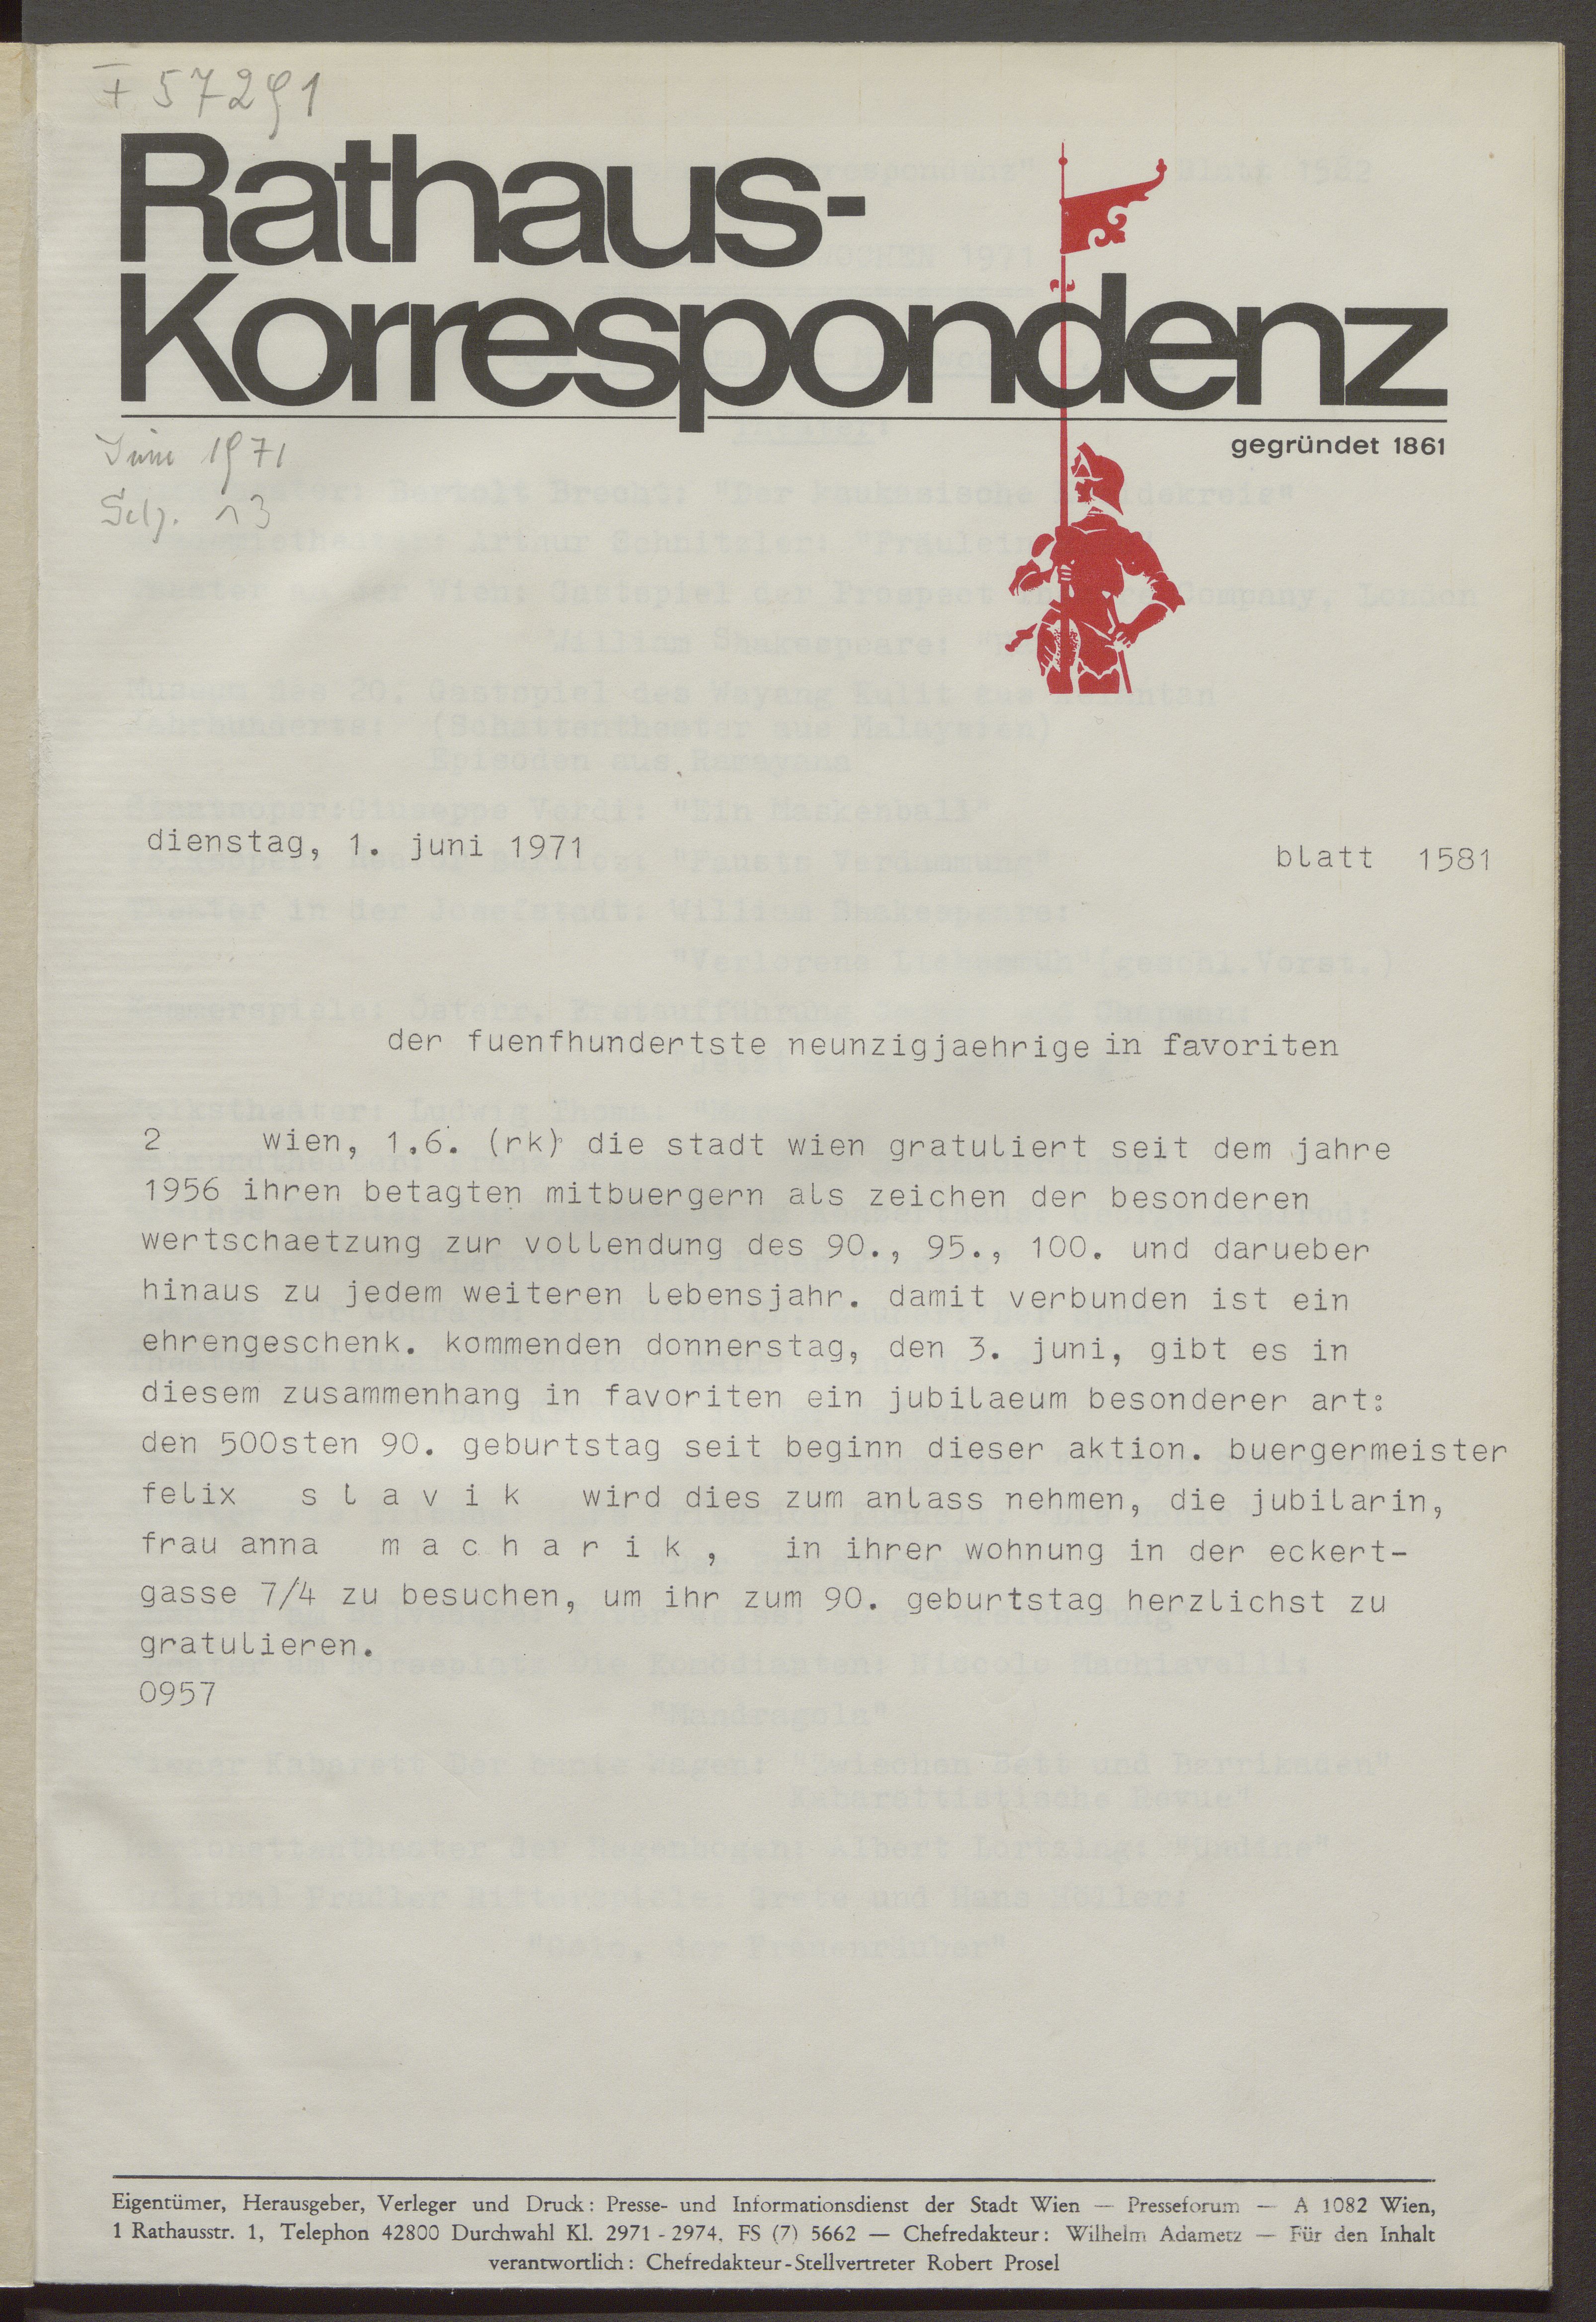 I 57291
Rathaus-
Korrespondenz
gegründet 1861
Juni 1971
dienstag, 1. juni 1971
blatt 1581
der fuenfhundertste neunzigjaehrige in favoriten
2 wien, 1.6. (rk) die stadt wien gratuliert seit dem jahre
1956 ihren betagten mitbuergern als zeichen der besonderen
wertschaetzung zur vollendung des 90., 95., 100. und darueber
hinaus zu jedem weiteren lebensjahr. damit verbunden ist ein
ehrengeschenk. kommenden donnerstag, den 3. juni, gibt es in
diesem zusammenhang in favoriten ein jubilaeum besonderer art:
den 500sten 90. geburtstag seit beginn dieser aktion. buergermeister
felix s l a v i k wird dies zum anlass nehmen, die jubilarin,
frau anna m a c h a r i k , in ihrer wohnung in der eckert-
gasse 7/4 zu besuchen, um ihr zum 90. geburtstag herzlichst zu
gratulieren.
0957
Eigentümer, Herausgeber, Verleger und Druck: Presse- und Informationsdienst der Stadt Wien — Presseforum — A 1082 Wien,
1 Rathausstr. 1, Telephon 42800 Durchwahl Kl. 2971 - 2974, FS (7) 5662 — Chefredakteur: Wilhelm Adametz — Für den Inhalt
verantwortlich: Chefredakteur-Stellvertreter Robert Prosel